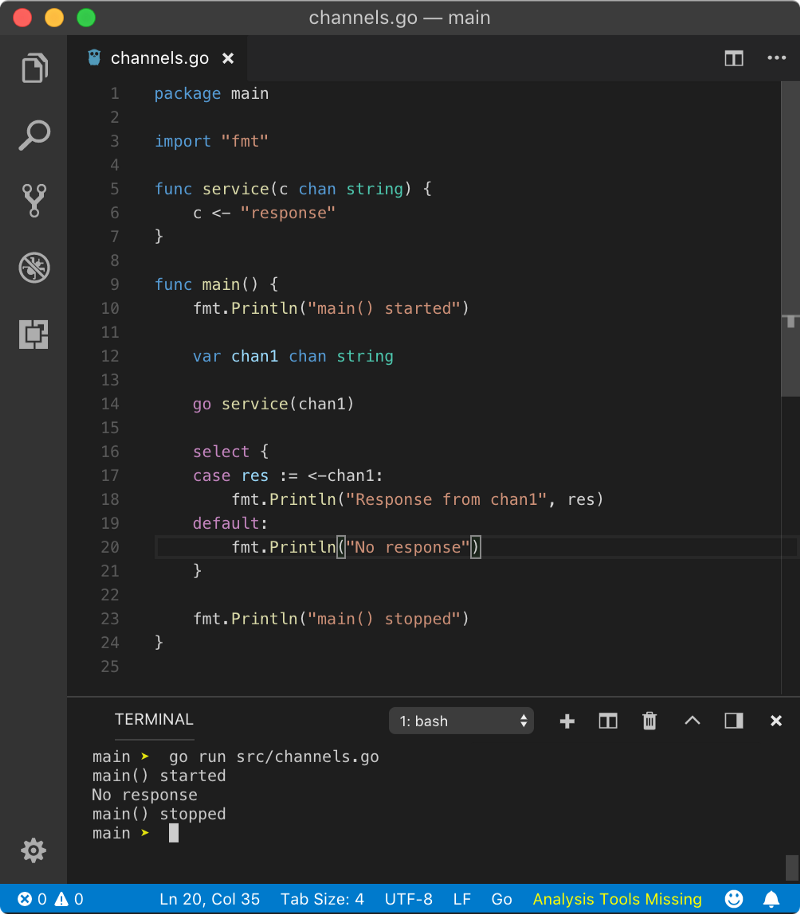 channels.go — main
channels.go
1 package main
2
3 import "fmt"
4
5 func service(c chan string) {
6     c <- "response"
7 }
8
9 func main() {
10     fmt.Println("main() started")
11
12     var chan1 chan string
13
14     go service(chan1)
15
16     select {
17     case res := <-chan1:
18         fmt.Println("Response from chan1", res)
19     default:
20         fmt.Println("No response")
21     }
22
23     fmt.Println("main() stopped")
24 }
25
TERMINAL 1: bash
main ➤  go run src/channels.go
main() started
No response
main() stopped
main ➤
0 0 Ln 20, Col 35 Tab Size: 4 UTF-8 LF Go Analysis Tools Missing